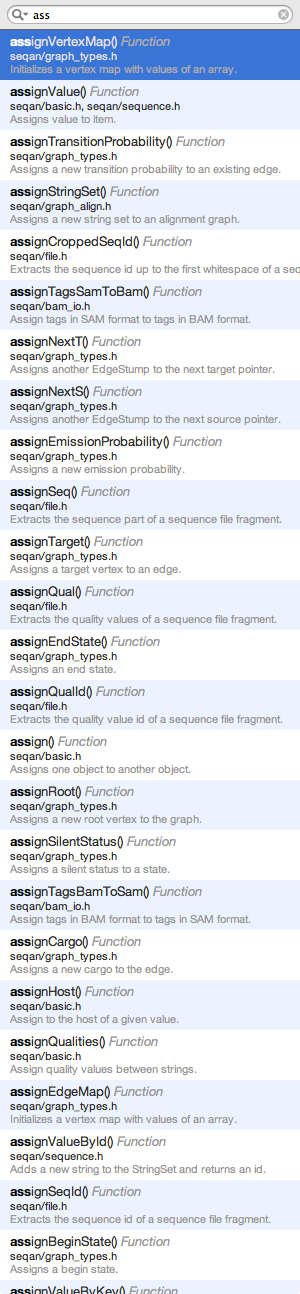 ass
assignVertexMap() Function
seqan/graph_types.h
Initializes a vertex map with values of an array.
assignValue() Function
seqan/basic.h, seqan/sequence.h
Assigns value to item.
assignTransitionProbability() Function
seqan/graph_types.h
Assigns a new transition probability to an existing edge.
assignStringSet() Function
seqan/graph_align.h
Assigns a new string set to an alignment graph.
assignCroppedSeqId() Function
seqan/file.h
Extracts the sequence id up to the first whitespace of a seq
assignTagsSamToBam() Function
seqan/bam_io.h
Assign tags in SAM format to tags in BAM format.
assignNextT() Function
seqan/graph_types.h
Assigns another EdgeStump to the next target pointer.
assignNextS() Function
seqan/graph_types.h
Assigns another EdgeStump to the next source pointer.
assignEmissionProbability() Function
seqan/graph_types.h
Assigns a new emission probability.
assignSeq() Function
seqan/file.h
Extracts the sequence part of a sequence file fragment.
assignTarget() Function
seqan/graph_types.h
Assigns a target vertex to an edge.
assignQual() Function
seqan/file.h
Extracts the quality values of a sequence file fragment.
assignEndState() Function
seqan/graph_types.h
Assigns an end state.
assignQualId() Function
seqan/file.h
Extracts the quality value id of a sequence file fragment.
assign() Function
seqan/basic.h
Assigns one object to another object.
assignRoot() Function
seqan/graph_types.h
Assigns a new root vertex to the graph.
assignSilentStatus() Function
seqan/graph_types.h
Assigns a silent status to a state.
assignTagsBamToSam() Function
seqan/bam_io.h
Assign tags in BAM format to tags in SAM format.
assignCargo() Function
seqan/graph_types.h
Assigns a new cargo to the edge.
assignHost() Function
seqan/basic.h
Assign to the host of a given value.
assignQualities() Function
seqan/basic.h
Assign quality values between strings.
assignEdgeMap() Function
seqan/graph_types.h
Initializes a vertex map with values of an array.
assignValueById() Function
seqan/sequence.h
Adds a new string to the StringSet and returns an id.
assignSeqId() Function
seqan/file.h
Extracts the sequence id of a sequence file fragment.
assignBeginState() Function
seqan/graph_types.h
Assigns a begin state.
assignValueByKey() Function